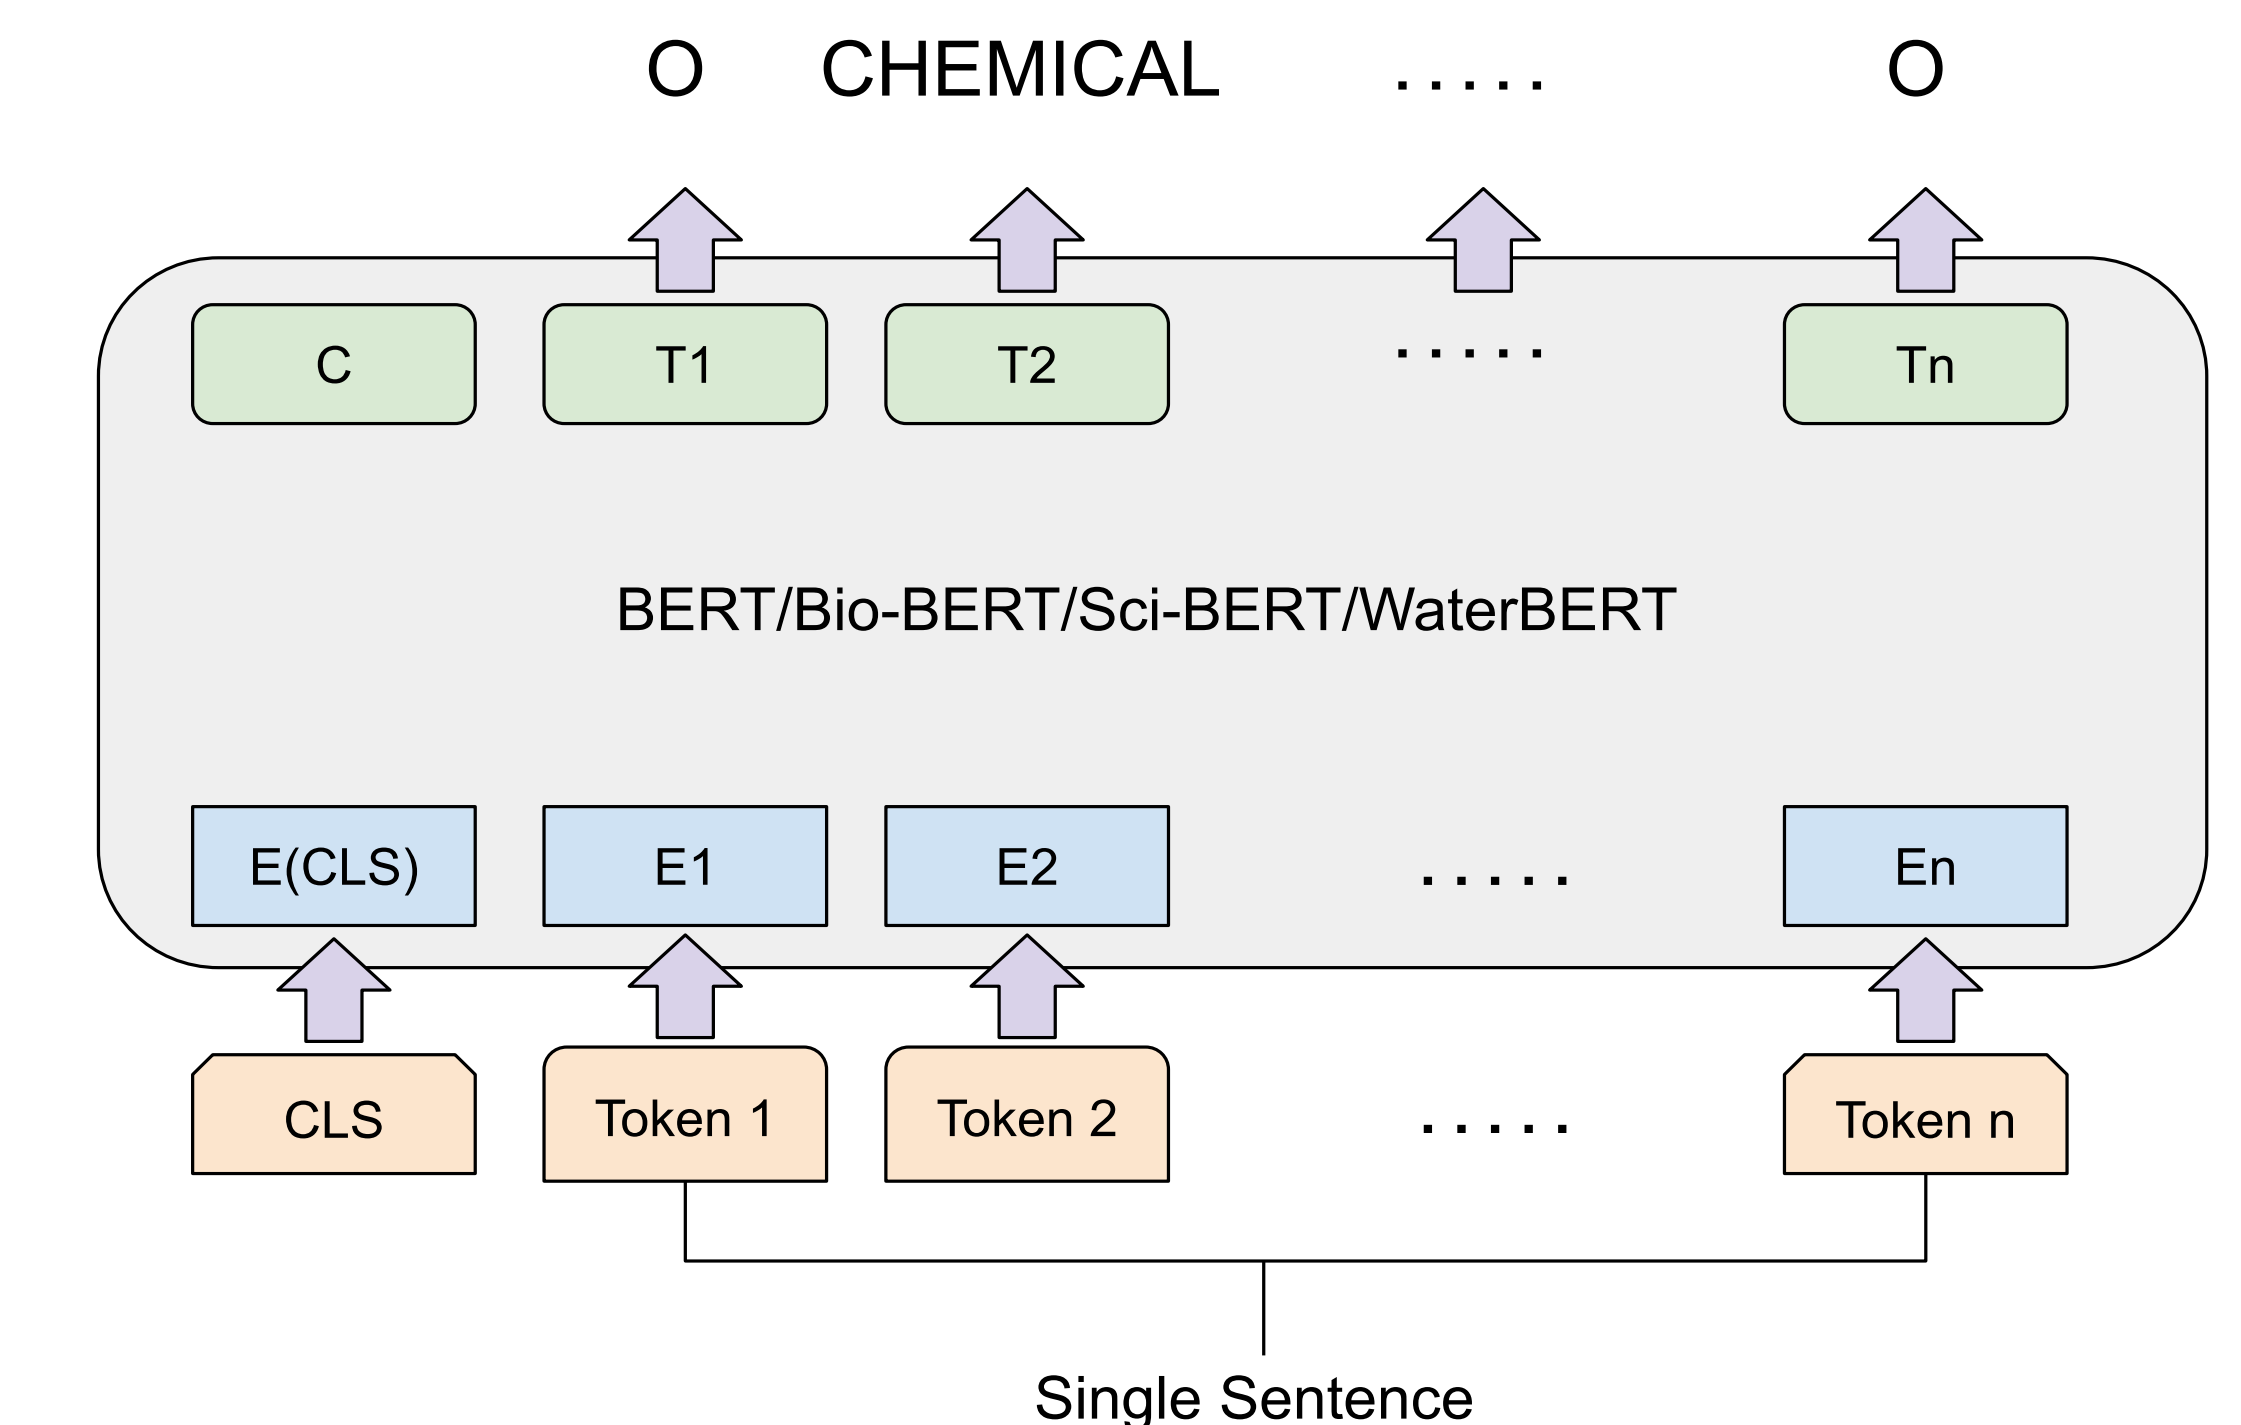 O CHEMICAL ..... O
C T1 T2 ..... Tn
BERT/Bio-BERT/Sci-BERT/WaterBERT
E(CLS) E1 E2 ..... En
CLS Token 1 Token 2 ..... Token n
Single Sentence